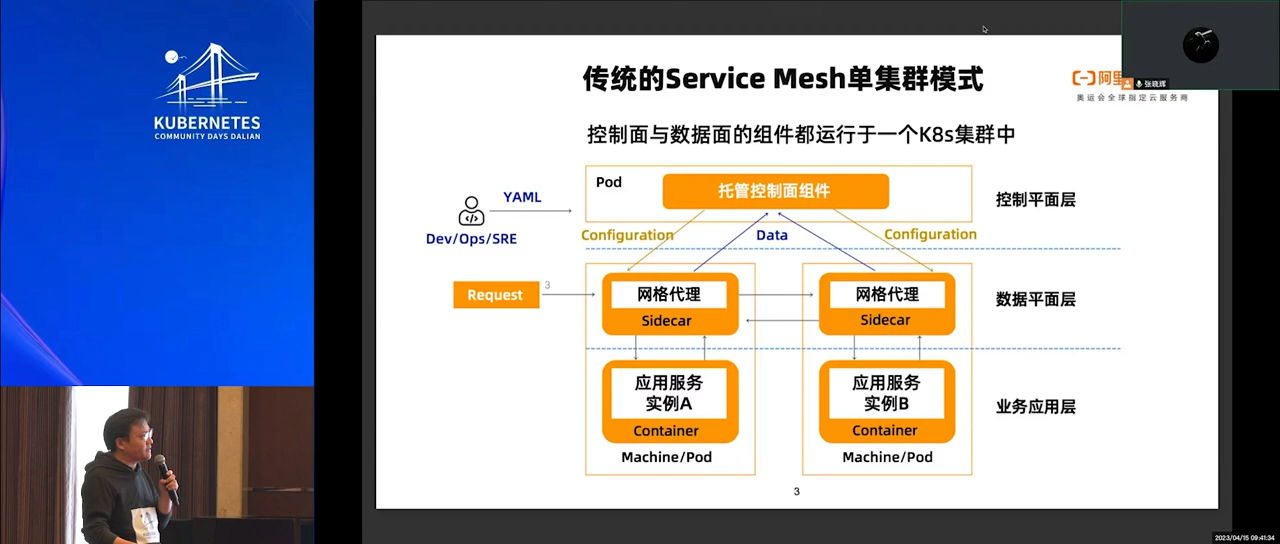 KUBERNETES
COMMUNITY DAYS DALIAN
传统的Service Mesh单集群模式
阿里
奥运会全球指定云服务商
张晓辉
控制面与数据面的组件都运行于一个K8s集群中
Pod
托管控制面组件
控制平面层
YAML
Dev/Ops/SRE
Configuration
Data
Configuration
Request
3
网格代理
Sidecar
网格代理
Sidecar
数据平面层
应用服务
实例A
Container
Machine/Pod
应用服务
实例B
Container
Machine/Pod
业务应用层
3
2023/04/15 09:41:34